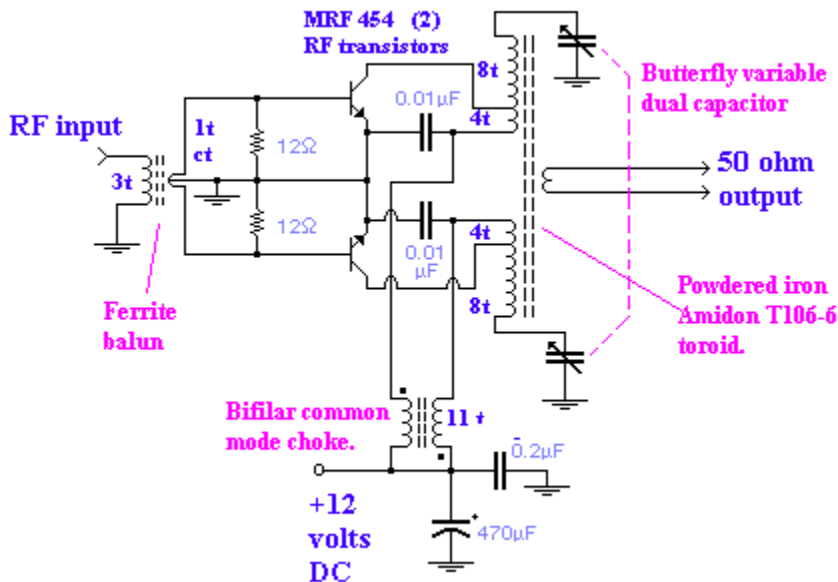 MRF 454 (2)
RF transistors
8t
Butterfly variable
dual capacitor
0.01µF
4t
RF input
1t
ct
12Ω
3t
50 ohm
output
12Ω
4t
0.01
µF
Ferrite
balun
8t
Powdered iron
Amidon T106-6
toroid.
Bifilar common
mode choke.
11 t
0.2µF
+12
volts
DC
+
470µF